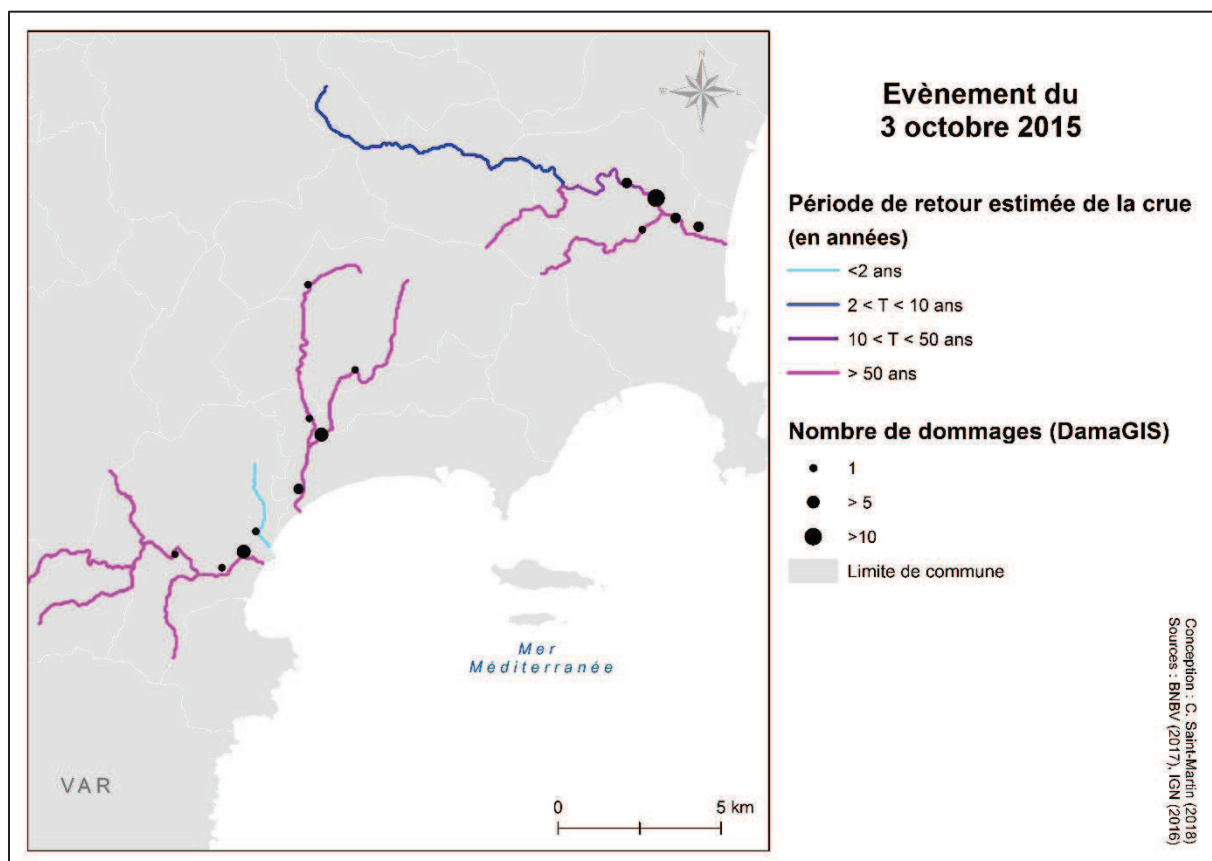 Evènement du
3 octobre 2015
Période de retour estimée de la crue
(en années)
<2 ans
2 < T < 10 ans
10 < T < 50 ans
> 50 ans
Nombre de dommages (DamaGIS)
1
> 5
>10
Limite de commune
N
W
E
S
Mer
Méditerranée
VAR
0
5 km
Conception : C. Saint-Martin (2018)
Sources : BNBV (2017), IGN (2016)